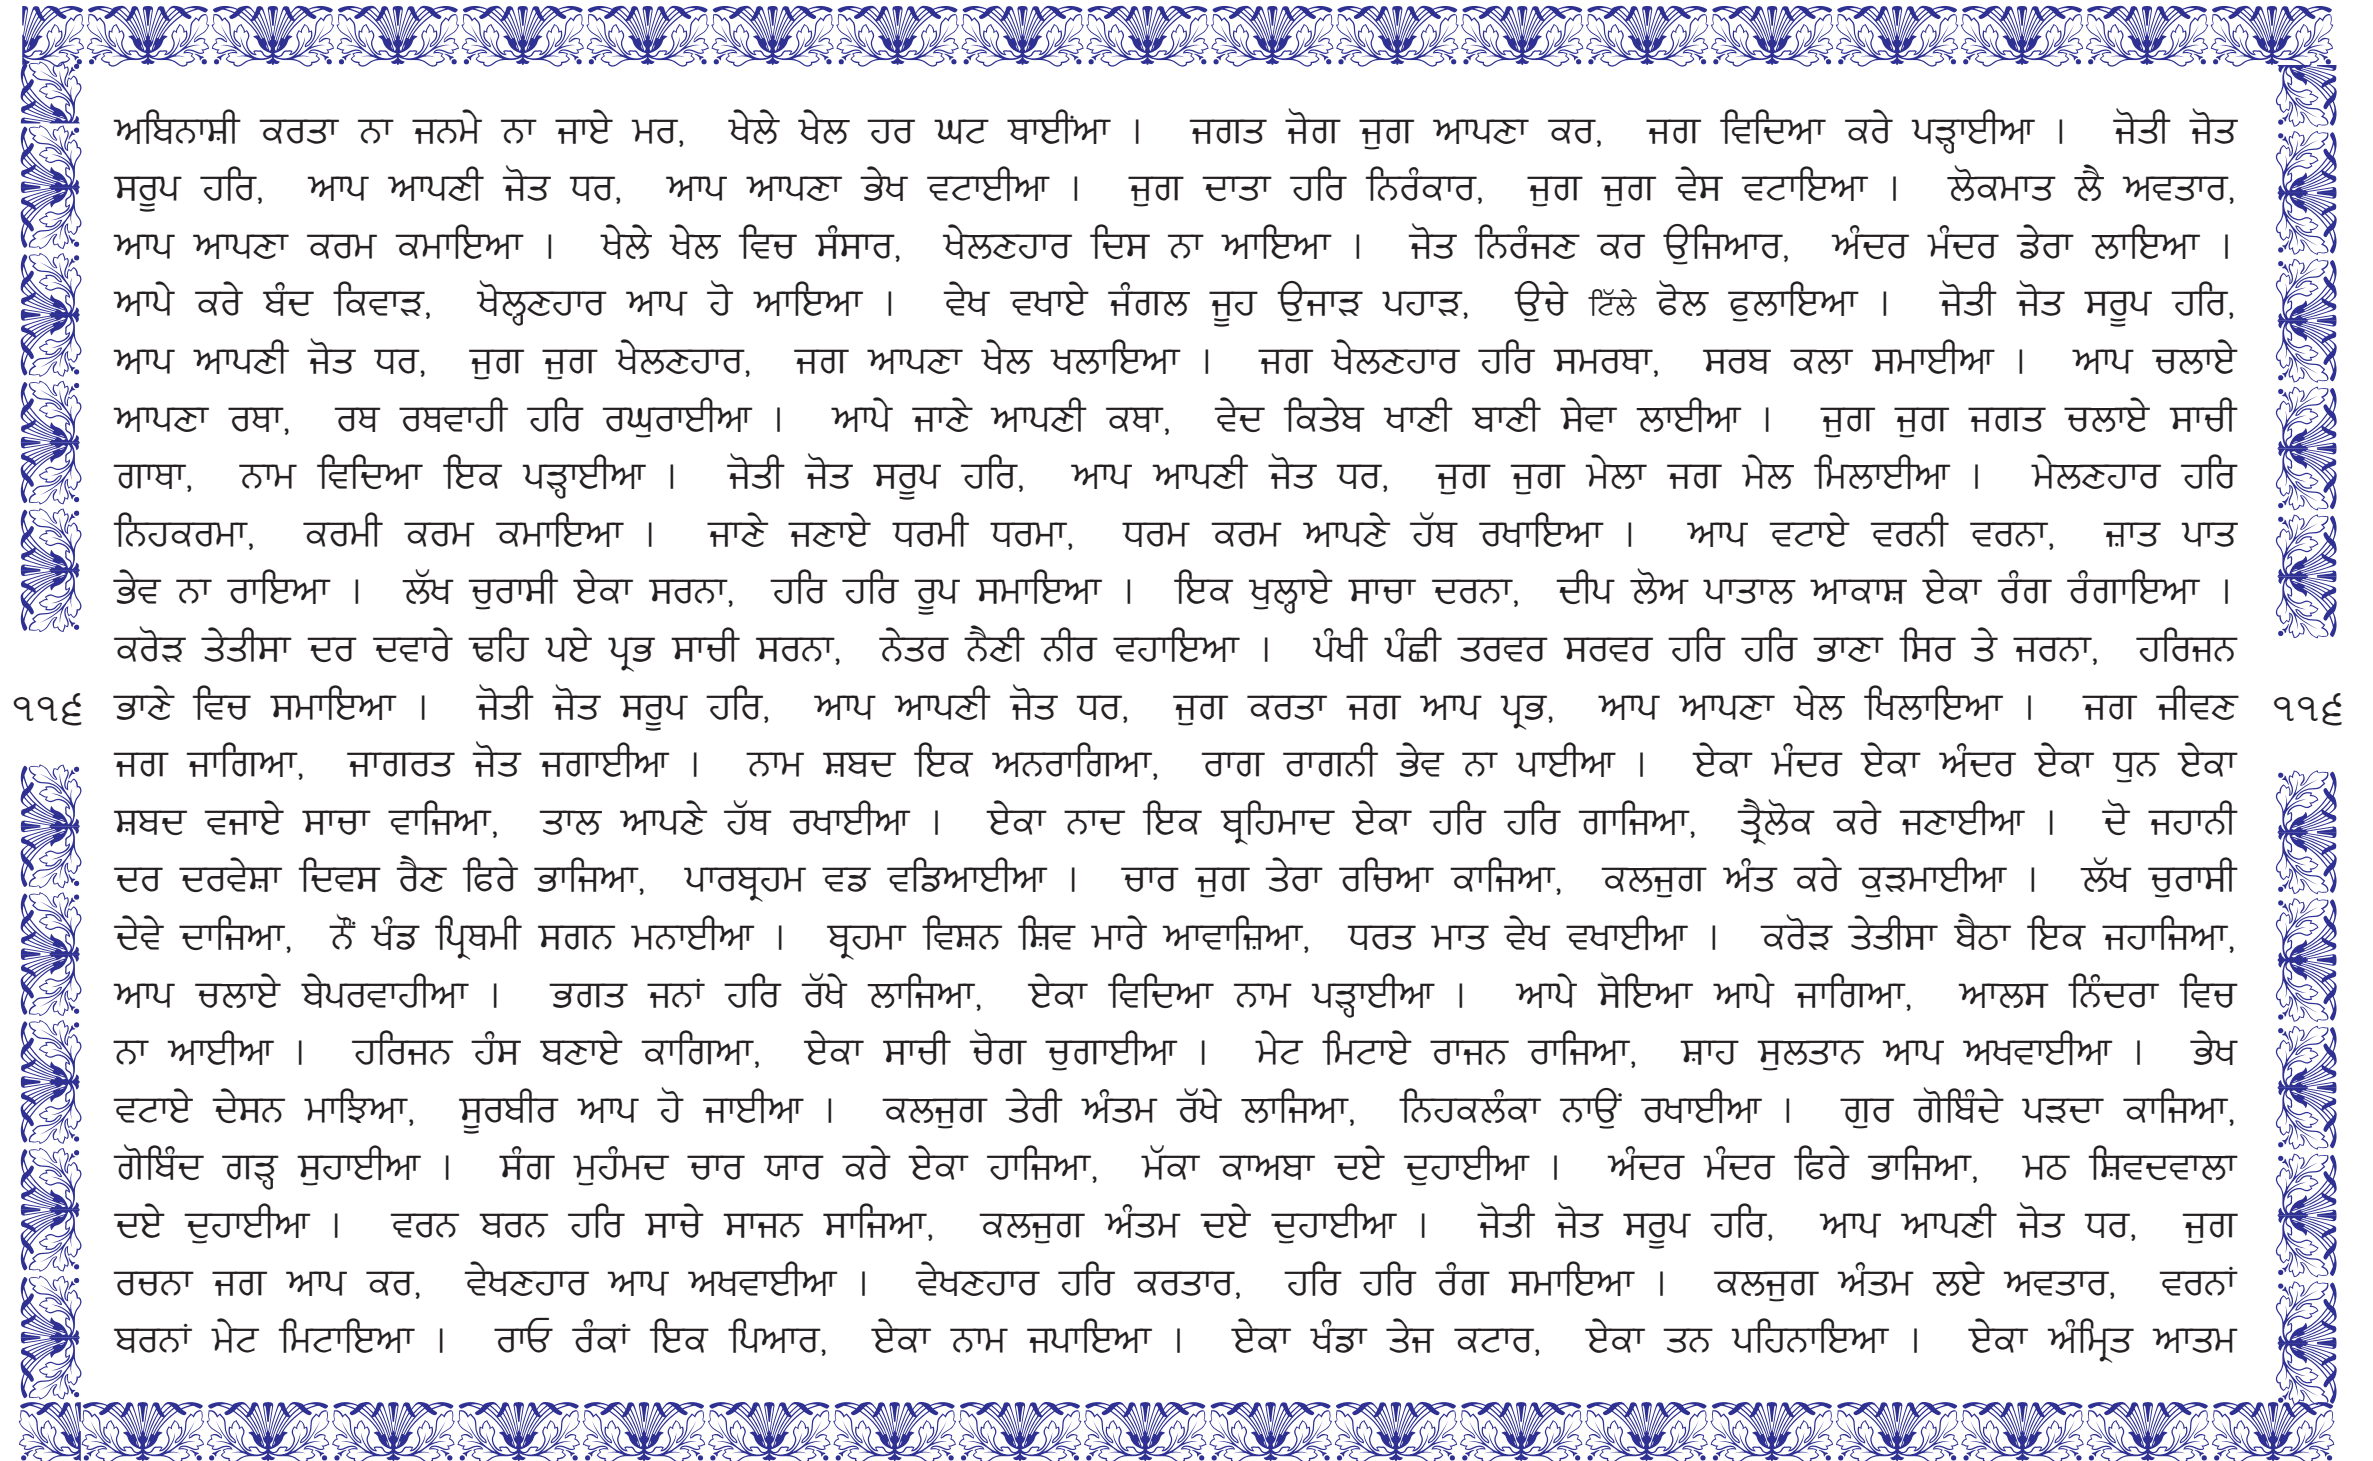 ਅਬਿਨਾਸ਼ੀ ਕਰਤਾ ਨਾ ਜਨਮੇ ਨਾ ਜਾਏ ਮਰ, ਖੇਲੇ ਖੇਲ ਹਰ ਘਟ ਥਾਈਂਆ । ਜਗਤ ਜੋਗ ਜੁਗ ਆਪਣਾ ਕਰ, ਜਗ ਵਿਦਿਆ ਕਰੇ ਪੜ੍ਹਾਈਆ । ਜੋਤੀ ਜੋਤ
ਸਰੂਪ ਹਰਿ, ਆਪ ਆਪਣੀ ਜੋਤ ਧਰ, ਆਪ ਆਪਣਾ ਭੇਖ ਵਟਾਈਆ । ਜੁਗ ਦਾਤਾ ਹਰਿ ਨਿਰੰਕਾਰ, ਜੁਗ ਜੁਗ ਵੇਸ ਵਟਾਇਆ । ਲੋਕਮਾਤ ਲੈ ਅਵਤਾਰ,
ਆਪ ਆਪਣਾ ਕਰਮ ਕਮਾਇਆ । ਖੇਲੇ ਖੇਲ ਵਿਚ ਸੰਸਾਰ, ਖੇਲਣਹਾਰ ਦਿਸ ਨਾ ਆਇਆ । ਜੋਤ ਨਿਰੰਜਣ ਕਰ ਉਜਿਆਰ, ਅੰਦਰ ਮੰਦਰ ਡੇਰਾ ਲਾਇਆ ।
ਆਪੇ ਕਰੇ ਬੰਦ ਕਿਵਾੜ, ਖੋਲ੍ਹਣਹਾਰ ਆਪ ਹੋ ਆਇਆ । ਵੇਖ ਵਖਾਏ ਜੰਗਲ ਜੂਹ ਉਜਾੜ ਪਹਾੜ, ਉਚੇ ਟਿੱਲੇ ਫੋਲ ਫੁਲਾਇਆ । ਜੋਤੀ ਜੋਤ ਸਰੂਪ ਹਰਿ,
ਆਪ ਆਪਣੀ ਜੋਤ ਧਰ, ਜੁਗ ਜੁਗ ਖੇਲਣਹਾਰ, ਜਗ ਆਪਣਾ ਖੇਲ ਖਲਾਇਆ । ਜਗ ਖੇਲਣਹਾਰ ਹਰਿ ਸਮਰਥਾ, ਸਰਬ ਕਲਾ ਸਮਾਈਆ । ਆਪ ਚਲਾਏ
ਆਪਣਾ ਰਥਾ, ਰਥ ਰਥਵਾਹੀ ਹਰਿ ਰਘੁਰਾਈਆ । ਆਪੇ ਜਾਣੇ ਆਪਣੀ ਕਥਾ, ਵੇਦ ਕਿਤੇਬ ਖਾਣੀ ਬਾਣੀ ਸੇਵਾ ਲਾਈਆ । ਜੁਗ ਜੁਗ ਜਗਤ ਚਲਾਏ ਸਾਚੀ
ਗਾਥਾ, ਨਾਮ ਵਿਦਿਆ ਇਕ ਪੜ੍ਹਾਈਆ । ਜੋਤੀ ਜੋਤ ਸਰੂਪ ਹਰਿ, ਆਪ ਆਪਣੀ ਜੋਤ ਧਰ, ਜੁਗ ਜੁਗ ਮੇਲਾ ਜਗ ਮੇਲ ਮਿਲਾਈਆ । ਮੇਲਣਹਾਰ ਹਰਿ
ਨਿਹਕਰਮਾ, ਕਰਮੀ ਕਰਮ ਕਮਾਇਆ । ਜਾਣੇ ਜਣਾਏ ਧਰਮੀ ਧਰਮਾ, ਧਰਮ ਕਰਮ ਆਪਣੇ ਹੱਥ ਰਖਾਇਆ । ਆਪ ਵਟਾਏ ਵਰਨੀ ਵਰਨਾ, ਜ਼ਾਤ ਪਾਤ
ਭੇਵ ਨਾ ਰਾਇਆ । ਲੱਖ ਚੁਰਾਸੀ ਏਕਾ ਸਰਨਾ, ਹਰਿ ਹਰਿ ਰੂਪ ਸਮਾਇਆ । ਇਕ ਖੁਲ੍ਹਾਏ ਸਾਚਾ ਦਰਨਾ, ਦੀਪ ਲੋਅ ਪਾਤਾਲ ਆਕਾਸ਼ ਏਕਾ ਰੰਗ ਰੰਗਾਇਆ ।
ਕਰੋੜ ਤੇਤੀਸਾ ਦਰ ਦਵਾਰੇ ਢਹਿ ਪਏ ਪ੍ਰਭ ਸਾਚੀ ਸਰਨਾ, ਨੇਤਰ ਨੈਣੀ ਨੀਰ ਵਹਾਇਆ । ਪੰਖੀ ਪੰਛੀ ਤਰਵਰ ਸਰਵਰ ਹਰਿ ਹਰਿ ਭਾਣਾ ਸਿਰ ਤੇ ਜਰਨਾ, ਹਰਿਜਨ
੧੧੬ ਭਾਣੇ ਵਿਚ ਸਮਾਇਆ । ਜੋਤੀ ਜੋਤ ਸਰੂਪ ਹਰਿ, ਆਪ ਆਪਣੀ ਜੋਤ ਧਰ, ਜੁਗ ਕਰਤਾ ਜਗ ਆਪ ਪ੍ਰਭ, ਆਪ ਆਪਣਾ ਖੇਲ ਖਿਲਾਇਆ । ਜਗ ਜੀਵਣ ੧੧੬
ਜਗ ਜਾਗਿਆ, ਜਾਗਰਤ ਜੋਤ ਜਗਾਈਆ । ਨਾਮ ਸ਼ਬਦ ਇਕ ਅਨਰਾਗਿਆ, ਰਾਗ ਰਾਗਨੀ ਭੇਵ ਨਾ ਪਾਈਆ । ਏਕਾ ਮੰਦਰ ਏਕਾ ਅੰਦਰ ਏਕਾ ਧੁਨ ਏਕਾ
ਸ਼ਬਦ ਵਜਾਏ ਸਾਚਾ ਵਾਜਿਆ, ਤਾਲ ਆਪਣੇ ਹੱਥ ਰਖਾਈਆ । ਏਕਾ ਨਾਦ ਇਕ ਬ੍ਰਹਿਮਾਦ ਏਕਾ ਹਰਿ ਹਰਿ ਗਾਜਿਆ, ਤ੍ਰੈਲੋਕ ਕਰੇ ਜਣਾਈਆ । ਦੋ ਜਹਾਨੀ
ਦਰ ਦਰਵੇਸ਼ਾ ਦਿਵਸ ਰੈਣ ਫਿਰੇ ਭਾਜਿਆ, ਪਾਰਬ੍ਰਹਮ ਵਡ ਵਡਿਆਈਆ । ਚਾਰ ਜੁਗ ਤੇਰਾ ਰਚਿਆ ਕਾਜਿਆ, ਕਲਜੁਗ ਅੰਤ ਕਰੇ ਕੁੜਮਾਈਆ । ਲੱਖ ਚੁਰਾਸੀ
ਦੇਵੇ ਦਾਜਿਆ, ਨੌਂ ਖੰਡ ਪ੍ਰਿਥਮੀ ਸਗਨ ਮਨਾਈਆ । ਬ੍ਰਹਮਾ ਵਿਸ਼ਨ ਸ਼ਿਵ ਮਾਰੇ ਆਵਾਜ਼ਿਆ, ਧਰਤ ਮਾਤ ਵੇਖ ਵਖਾਈਆ । ਕਰੋੜ ਤੇਤੀਸਾ ਬੈਠਾ ਇਕ ਜਹਾਜਿਆ,
ਆਪ ਚਲਾਏ ਬੇਪਰਵਾਹੀਆ । ਭਗਤ ਜਨਾਂ ਹਰਿ ਰੱਖੇ ਲਾਜਿਆ, ਏਕਾ ਵਿਦਿਆ ਨਾਮ ਪੜ੍ਹਾਈਆ । ਆਪੇ ਸੋਇਆ ਆਪੇ ਜਾਗਿਆ, ਆਲਸ ਨਿੰਦਰਾ ਵਿਚ
ਨਾ ਆਈਆ । ਹਰਿਜਨ ਹੰਸ ਬਣਾਏ ਕਾਗਿਆ, ਏਕਾ ਸਾਚੀ ਚੋਗ ਚੁਗਾਈਆ । ਮੇਟ ਮਿਟਾਏ ਰਾਜਨ ਰਾਜਿਆ, ਸ਼ਾਹ ਸੁਲਤਾਨ ਆਪ ਅਖਵਾਈਆ । ਭੇਖ
ਵਟਾਏ ਦੇਸਨ ਮਾਝਿਆ, ਸੂਰਬੀਰ ਆਪ ਹੋ ਜਾਈਆ । ਕਲਜੁਗ ਤੇਰੀ ਅੰਤਮ ਰੱਖੇ ਲਾਜਿਆ, ਨਿਹਕਲੰਕਾ ਨਾਉਂ ਰਖਾਈਆ । ਗੁਰ ਗੋਬਿੰਦੇ ਪੜਦਾ ਕਾਜਿਆ,
ਗੋਬਿੰਦ ਗੜ੍ਹ ਸੁਹਾਈਆ । ਸੰਗ ਮੁਹੰਮਦ ਚਾਰ ਯਾਰ ਕਰੇ ਏਕਾ ਹਾਜਿਆ, ਮੱਕਾ ਕਾਅਬਾ ਦਏ ਦੁਹਾਈਆ । ਅੰਦਰ ਮੰਦਰ ਫਿਰੇ ਭਾਜਿਆ, ਮਠ ਸ਼ਿਵਦਵਾਲਾ
ਦਏ ਦੁਹਾਈਆ । ਵਰਨ ਬਰਨ ਹਰਿ ਸਾਚੇ ਸਾਜਨ ਸਾਜਿਆ, ਕਲਜੁਗ ਅੰਤਮ ਦਏ ਦੁਹਾਈਆ । ਜੋਤੀ ਜੋਤ ਸਰੂਪ ਹਰਿ, ਆਪ ਆਪਣੀ ਜੋਤ ਧਰ, ਜੁਗ
ਰਚਨਾ ਜਗ ਆਪ ਕਰ, ਵੇਖਣਹਾਰ ਆਪ ਅਖਵਾਈਆ । ਵੇਖਣਹਾਰ ਹਰਿ ਕਰਤਾਰ, ਹਰਿ ਹਰਿ ਰੰਗ ਸਮਾਇਆ । ਕਲਜੁਗ ਅੰਤਮ ਲਏ ਅਵਤਾਰ, ਵਰਨਾਂ
ਬਰਨਾਂ ਮੇਟ ਮਿਟਾਇਆ । ਰਾਓ ਰੰਕਾਂ ਇਕ ਪਿਆਰ, ਏਕਾ ਨਾਮ ਜਪਾਇਆ । ਏਕਾ ਖੰਡਾ ਤੇਜ ਕਟਾਰ, ਏਕਾ ਤਨ ਪਹਿਨਾਇਆ । ਏਕਾ ਅੰਮ੍ਰਿਤ ਆਤਮ